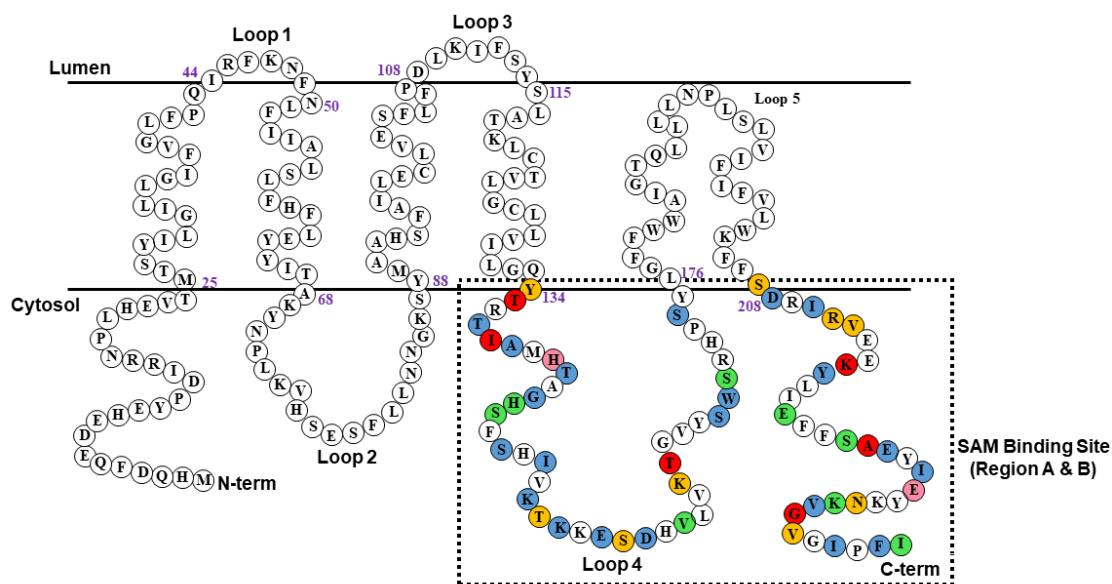 Loop 1
Loop 3
Lumen
44
I R F K N F
108
D L K I F S Y
Loop 5
Q P F L G V F I G L L I G L I Y T S M
N L F I I A L S L F H F L E Y Y I T
50
P F L F S E V L C E L I A F S H A A M Y
S L A T K L C T V L G C L L V I L G Q
115
L G F F W W A I G T Q L L L L N P L S L V I F I F V L W K F F
25
88
176
Cytosol
T V E H L P N R R I D P Y E H E D E Q F D Q H M
N-term
68
A K Y N P L K V H S E S F L L N N G K S
Loop 2
134
Y T R T I A M H T A G H S F S H I V K T K K E S D H V L V K T G V Y S W S R H P S Y
Loop 4
208
S D R I R V E E K Y L I E F F S A E Y I E Y K N K V G V G I P F I
C-term
SAM Binding Site
(Region A & B)